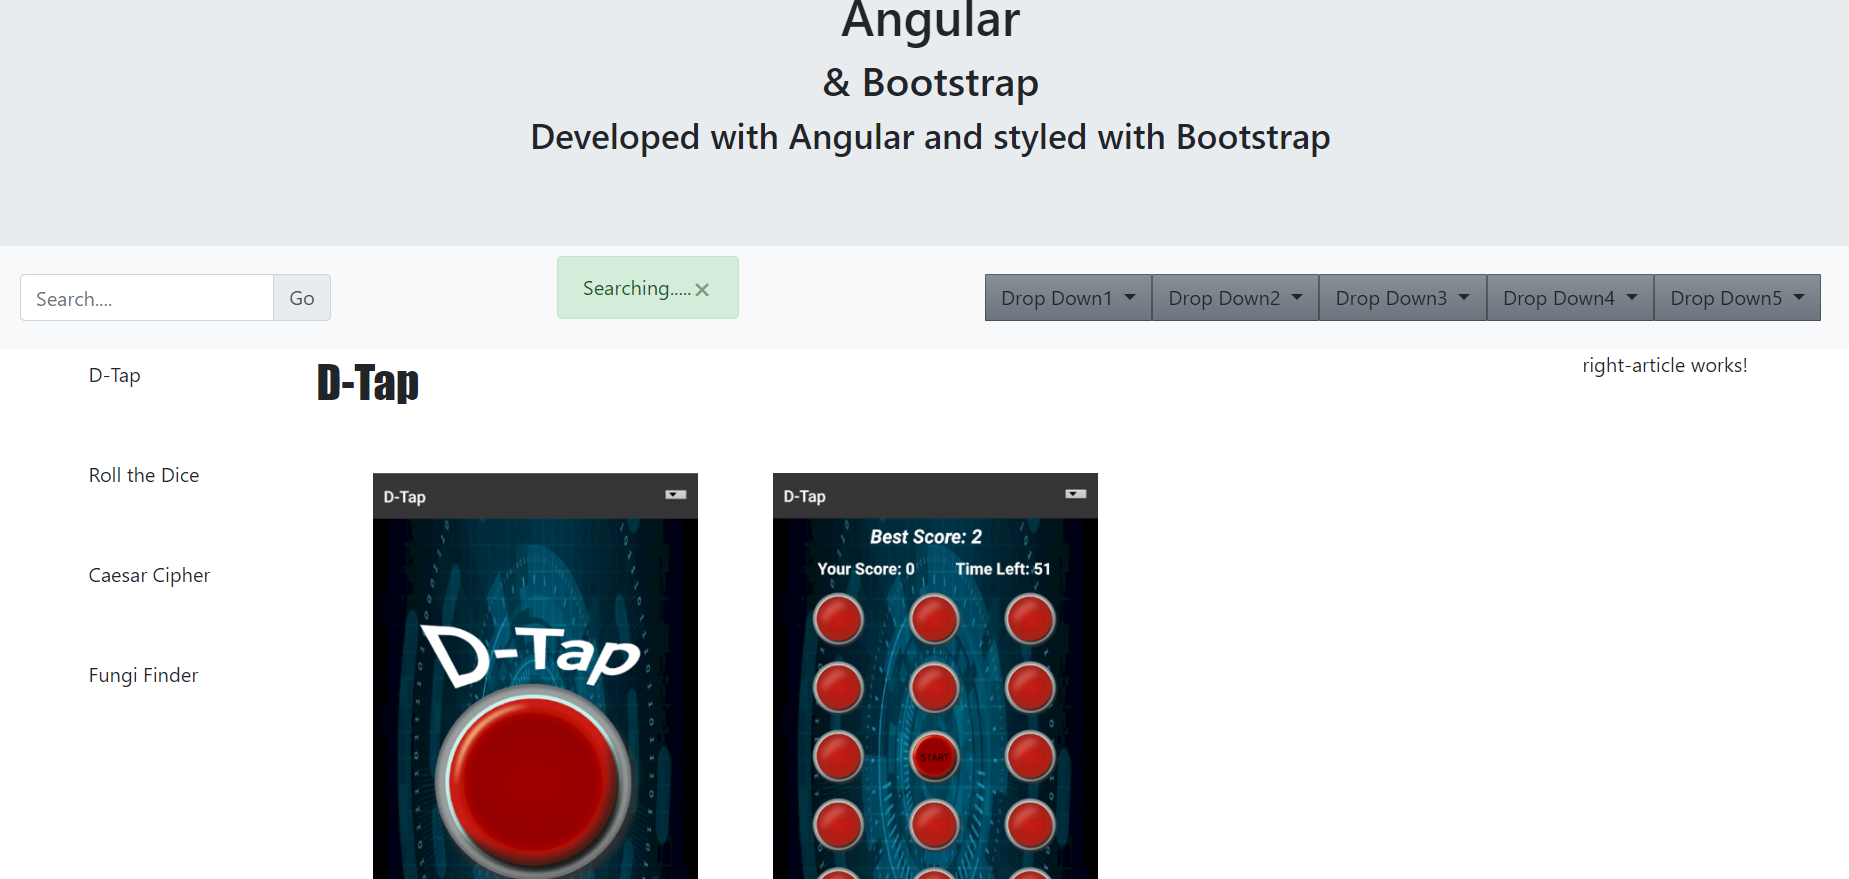 Angular
& Bootstrap
Developed with Angular and styled with Bootstrap
Search....
Go
Searching..... ×
Drop Down1
Drop Down2
Drop Down3
Drop Down4
Drop Down5
D-Tap
Roll the Dice
Caesar Cipher
Fungi Finder
D-Tap
D-Tap
D-Tap
D-Tap
Best Score: 2
Your Score: 0 Time Left: 51
START
right-article works!